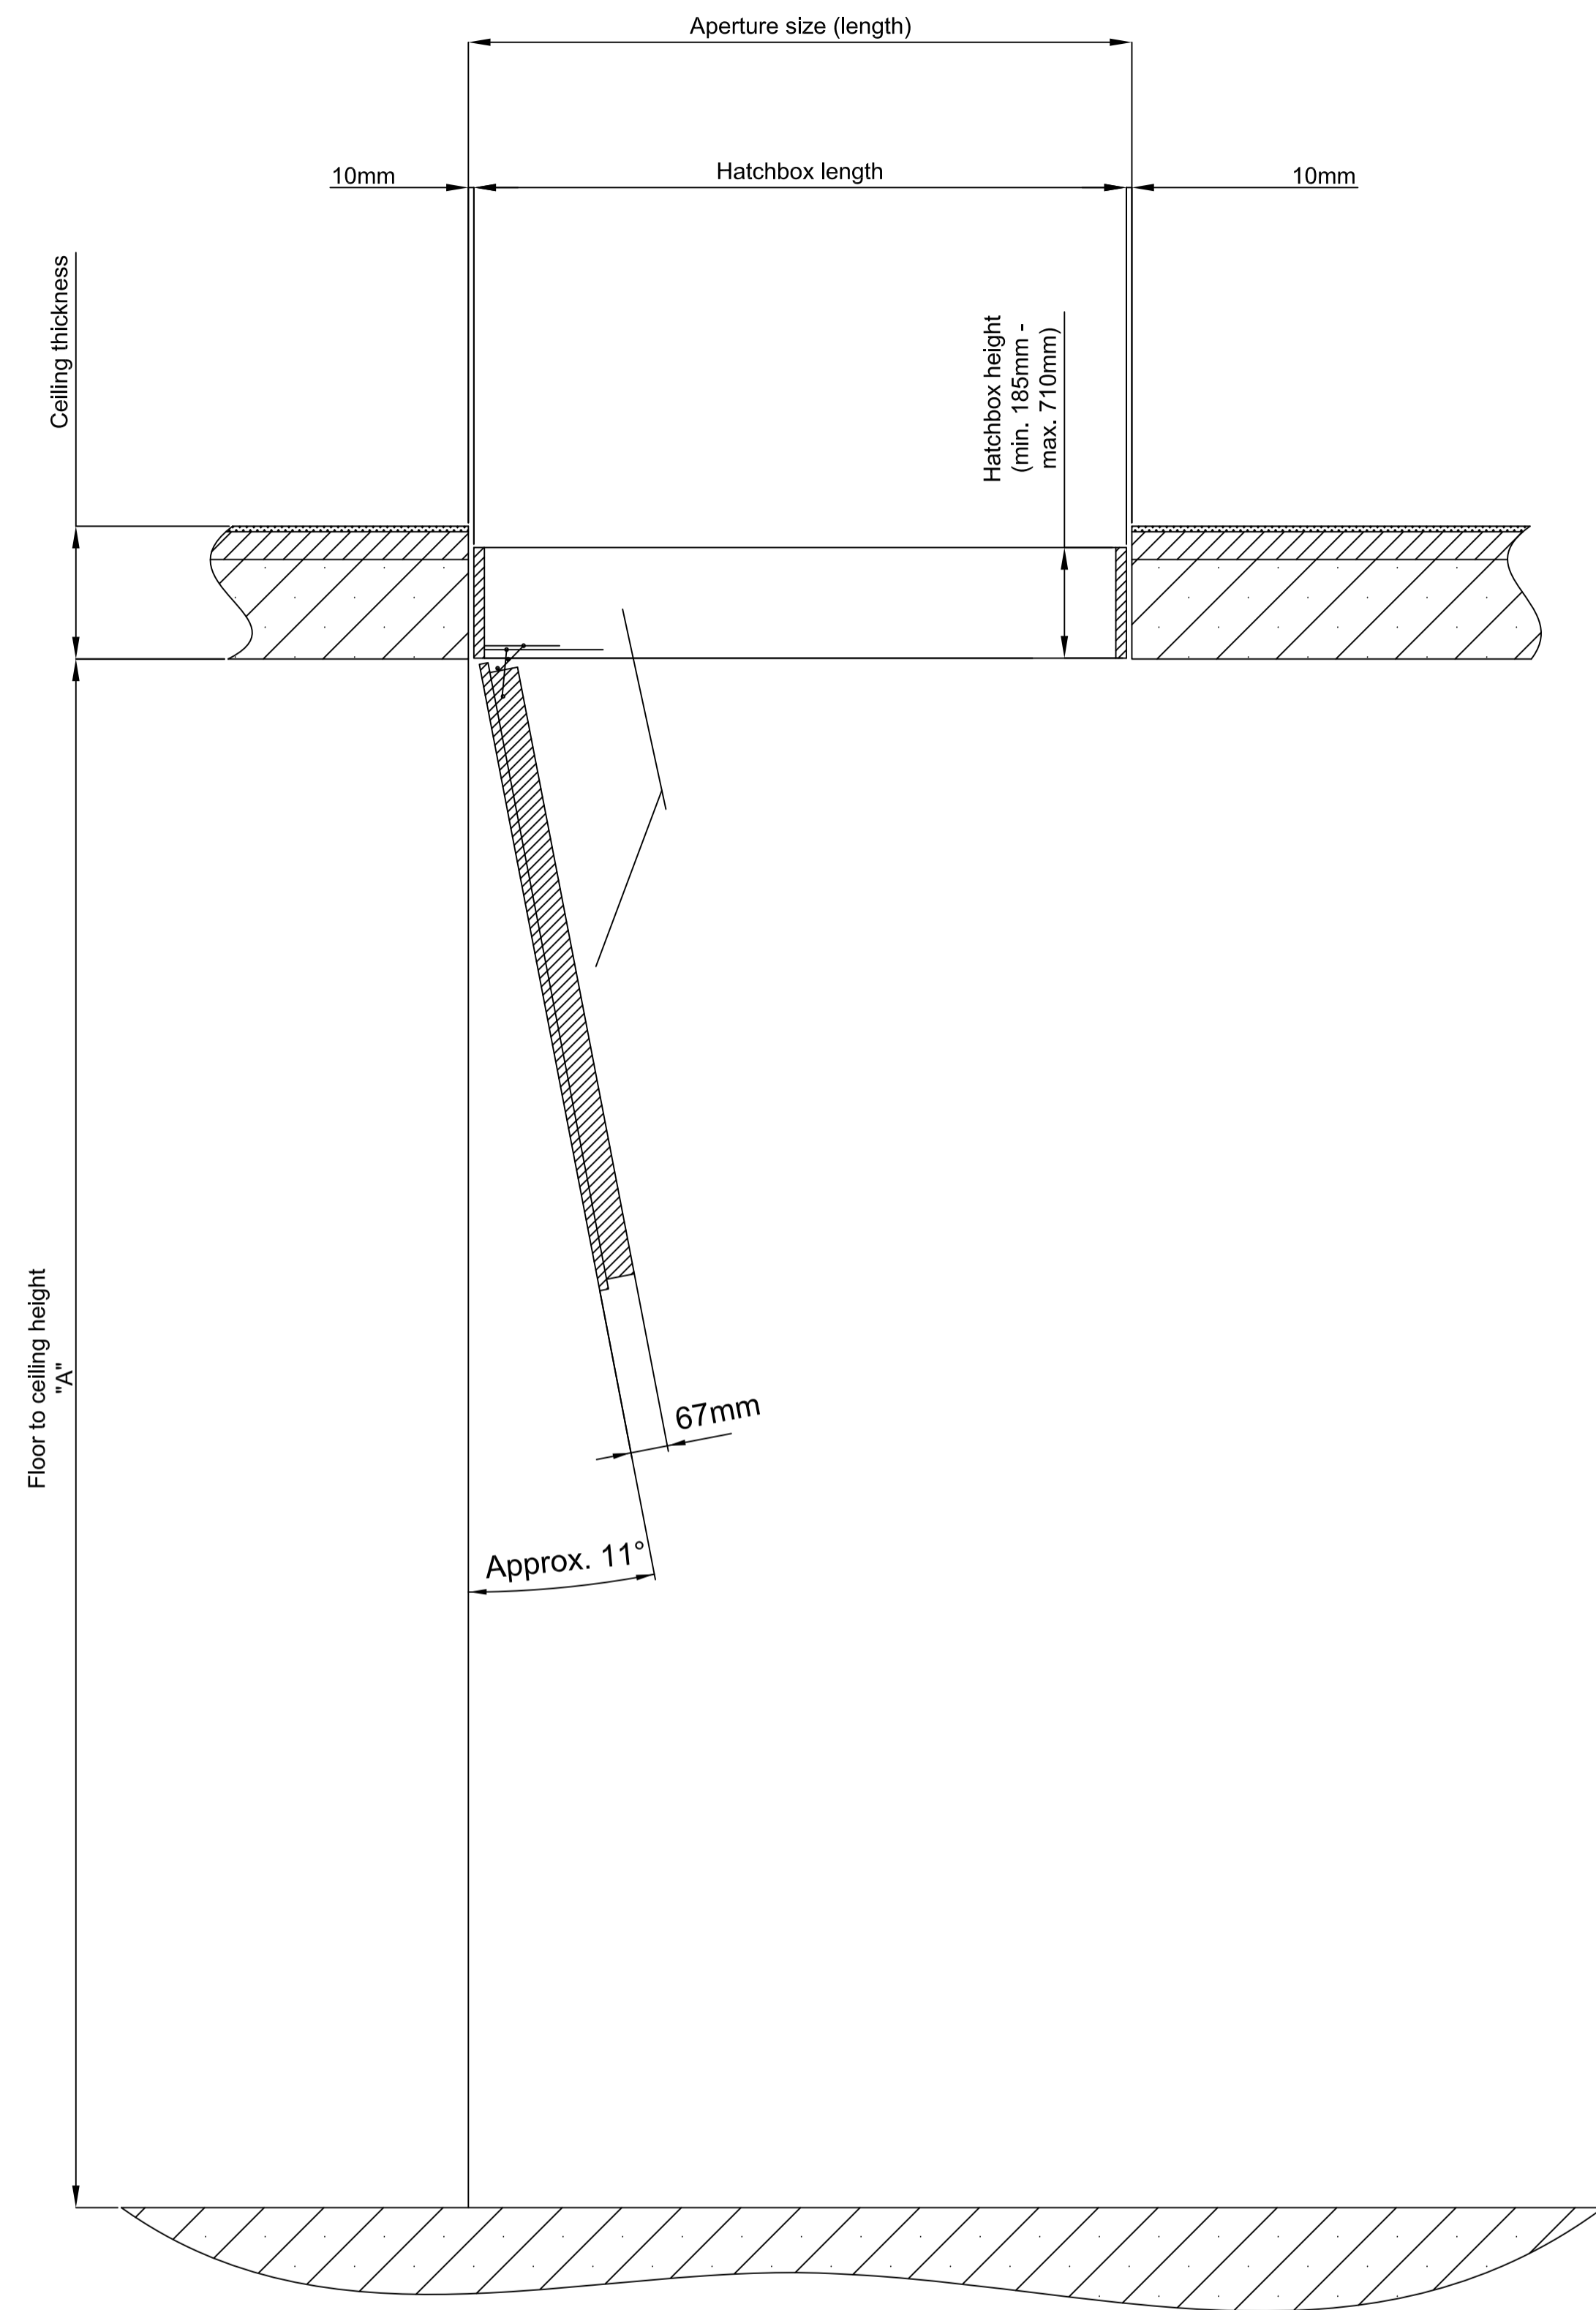 Aperture size (length)
10mm
Hatchbox length
10mm
Ceiling thickness
Hatchbox height
(min. 185mm -
max. 710mm)
Floor to ceiling height
"A"
67mm
Approx. 11°